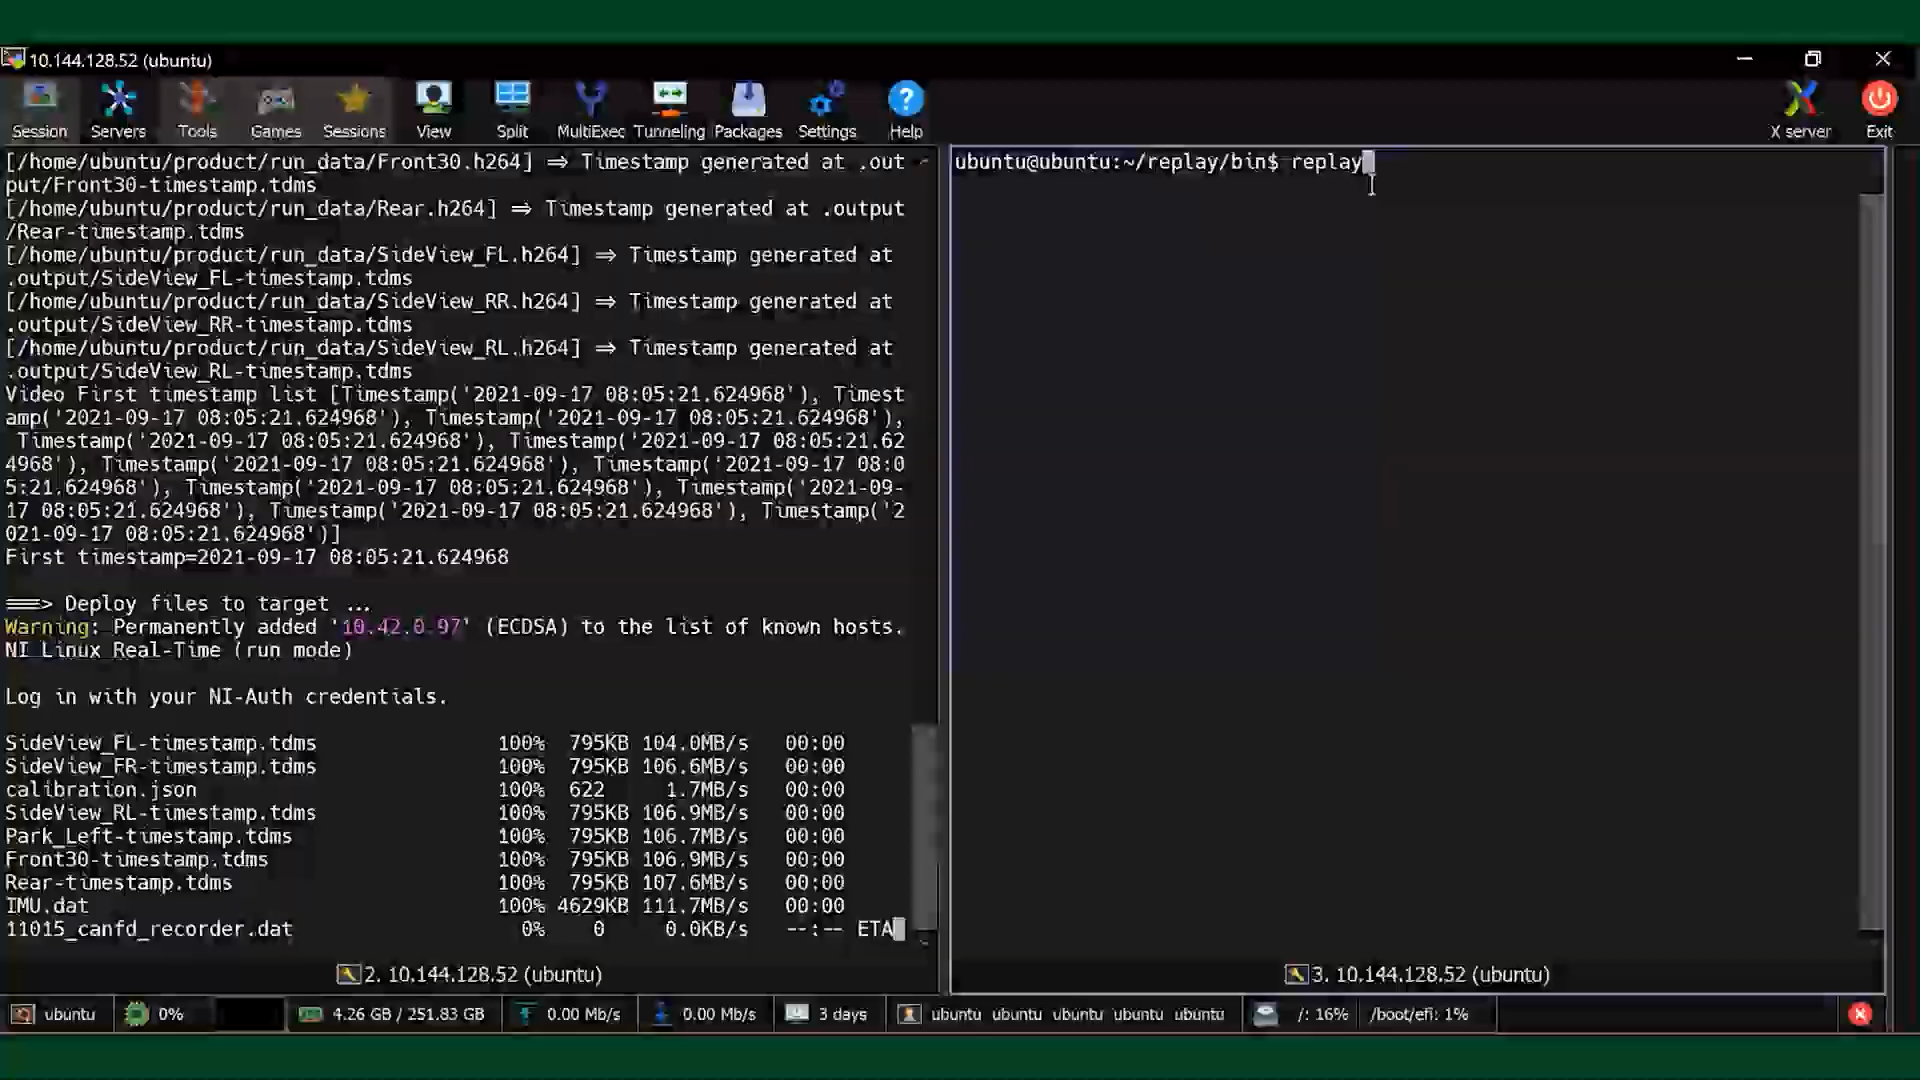 10.144.128.52 (ubuntu)
Session Servers Tools Games Sessions View Split MultiExec Tunneling Packages Settings Help X server Exit
[/home/ubuntu/product/run_data/Front30.h264] ⇒ Timestamp generated at .out
put/Front30-timestamp.tdms
[/home/ubuntu/product/run_data/Rear.h264] ⇒ Timestamp generated at .output
/Rear-timestamp.tdms
[/home/ubuntu/product/run_data/SideView_FL.h264] ⇒ Timestamp generated at
.output/SideView_FL-timestamp.tdms
[/home/ubuntu/product/run_data/SideView_RR.h264] ⇒ Timestamp generated at
.output/SideView_RR-timestamp.tdms
[/home/ubuntu/product/run_data/SideView_RL.h264] ⇒ Timestamp generated at
.output/SideView_RL-timestamp.tdms
Video First timestamp list [Timestamp('2021-09-17 08:05:21.624968'), Timest
amp('2021-09-17 08:05:21.624968'), Timestamp('2021-09-17 08:05:21.624968'),
Timestamp('2021-09-17 08:05:21.624968'), Timestamp('2021-09-17 08:05:21.62
4968'), Timestamp('2021-09-17 08:05:21.624968'), Timestamp('2021-09-17 08:0
5:21.624968'), Timestamp('2021-09-17 08:05:21.624968'), Timestamp('2021-09-
17 08:05:21.624968'), Timestamp('2021-09-17 08:05:21.624968'), Timestamp('2
021-09-17 08:05:21.624968')]
First timestamp=2021-09-17 08:05:21.624968
===> Deploy files to target ...
Warning: Permanently added '10.42.0.97' (ECDSA) to the list of known hosts.
NI Linux Real-Time (run mode)
Log in with your NI-Auth credentials.
SideView_FL-timestamp.tdms 100% 795KB 104.0MB/s 00:00
SideView_FR-timestamp.tdms 100% 795KB 106.6MB/s 00:00
calibration.json 100% 622 1.7MB/s 00:00
SideView_RL-timestamp.tdms 100% 795KB 106.9MB/s 00:00
Park_Left-timestamp.tdms 100% 795KB 106.7MB/s 00:00
Front30-timestamp.tdms 100% 795KB 106.9MB/s 00:00
Rear-timestamp.tdms 100% 795KB 107.6MB/s 00:00
IMU.dat 100% 4629KB 111.7MB/s 00:00
11015_canfd_recorder.dat 0% 0 0.0KB/s --:-- ETA
2. 10.144.128.52 (ubuntu)
ubuntu@ubuntu:~/replay/bin$ replay
3. 10.144.128.52 (ubuntu)
ubuntu 0% 4.26 GB / 251.83 GB 0.00 Mb/s 0.00 Mb/s 3 days ubuntu ubuntu ubuntu ubuntu ubuntu /: 16% /boot/efi: 1%